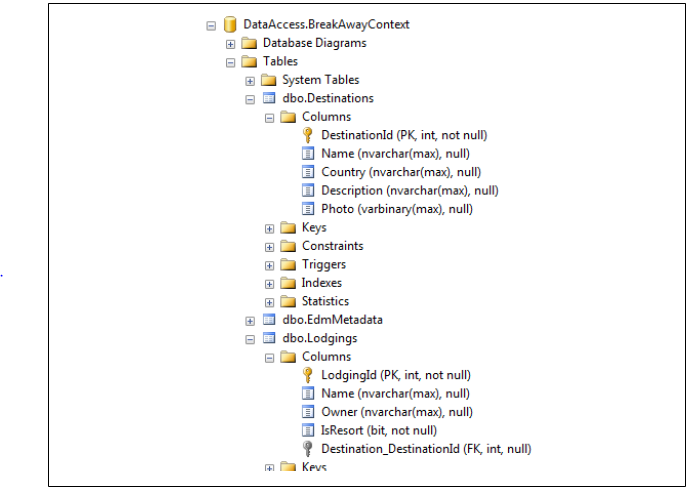 DataAccess.BreakAwayContext
Database Diagrams
Tables
System Tables
dbo.Destinations
Columns
DestinationId (PK, int, not null)
Name (nvarchar(max), null)
Country (nvarchar(max), null)
Description (nvarchar(max), null)
Photo (varbinary(max), null)
Keys
Constraints
Triggers
Indexes
Statistics
dbo.EdmMetadata
dbo.Lodgings
Columns
LodgingId (PK, int, not null)
Name (nvarchar(max), null)
Owner (nvarchar(max), null)
IsResort (bit, not null)
Destination_DestinationId (FK, int, null)
Keys